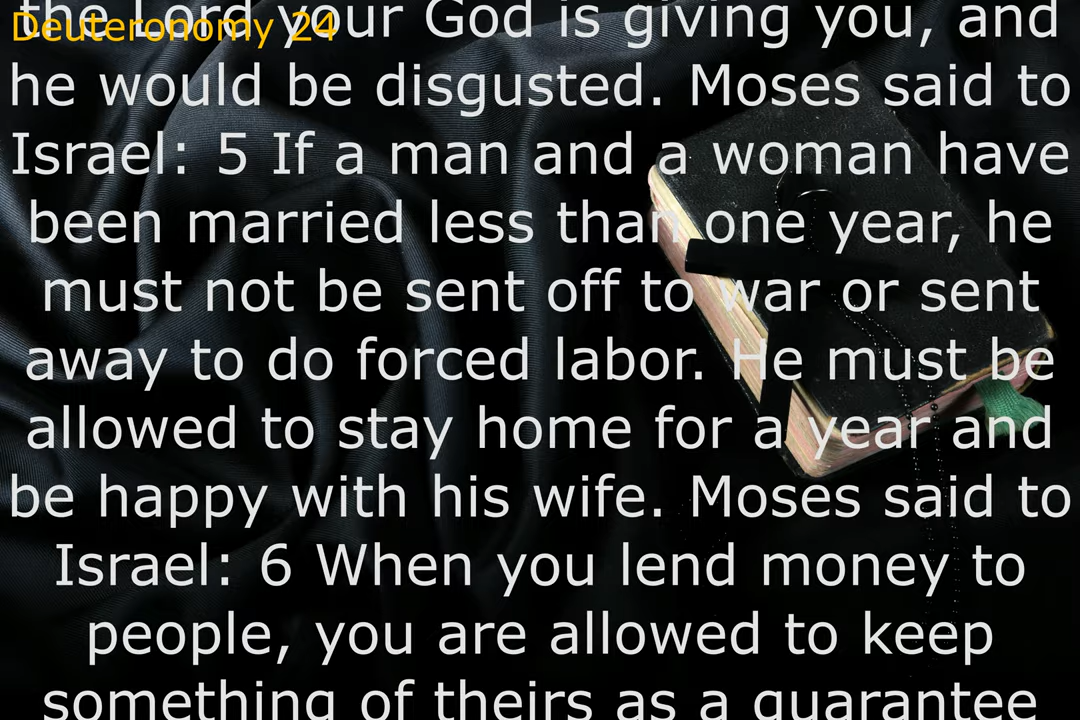 Deuteronomy 24
the Lord your God is giving you, and
he would be disgusted. Moses said to
Israel: 5 If a man and a woman have
been married less than one year, he
must not be sent off to war or sent
away to do forced labor. He must be
allowed to stay home for a year and
be happy with his wife. Moses said to
Israel: 6 When you lend money to
people, you are allowed to keep
something of theirs as a guarantee